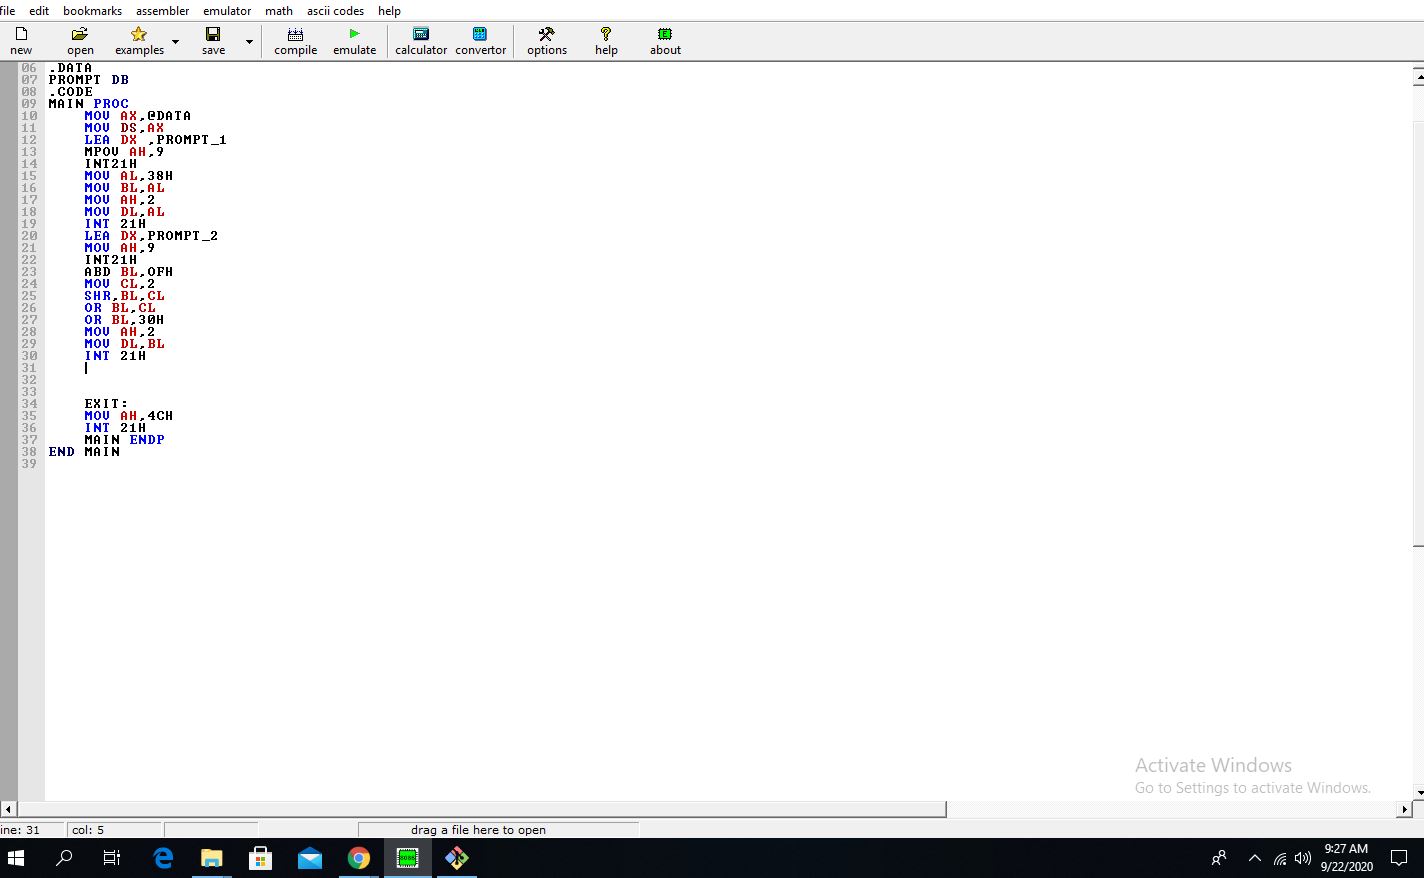 file edit bookmarks assembler emulator math ascii codes help
new open examples save compile emulate calculator convertor options help about
06 .DATA
07 PROMPT DB
08 .CODE
09 MAIN PROC
10 MOV AX,@DATA
11 MOV DS,AX
12 LEA DX ,PROMPT_1
13 MPOV AH,9
14 INT21H
15 MOV AL,38H
16 MOV BL,AL
17 MOV AH,2
18 MOV DL,AL
19 INT 21H
20 LEA DX,PROMPT_2
21 MOV AH,9
22 INT21H
23 ABD BL,OFH
24 MOV CL,2
25 SHR,BL,CL
26 OR BL,CL
27 OR BL,30H
28 MOV AH,2
29 MOV DL,BL
30 INT 21H
31
32
33
34 EXIT:
35 MOV AH,4CH
36 INT 21H
37 MAIN ENDP
38 END MAIN
39
Activate Windows
Go to Settings to activate Windows.
ine: 31 col: 5 drag a file here to open
9:27 AM
9/22/2020